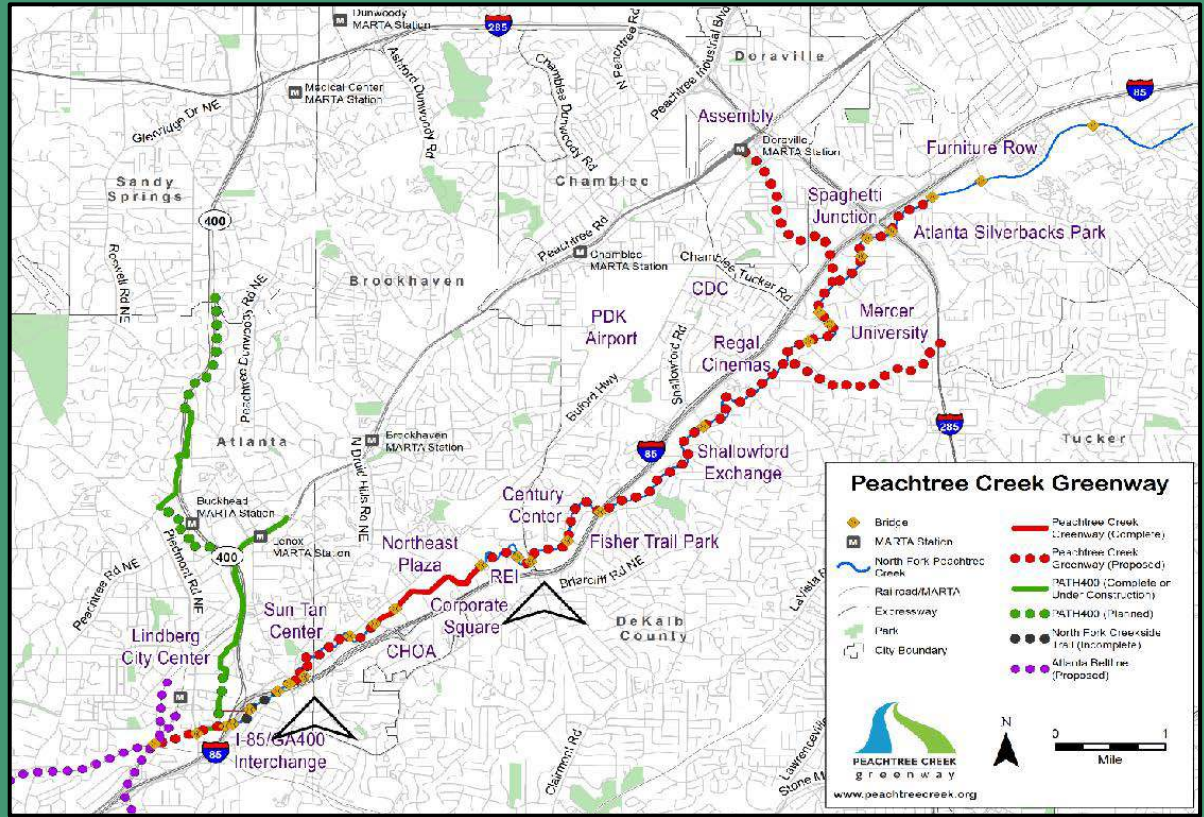 Dunwoody
MARTA Station
285
Ashford Dunwoody Rd
Chamblee Dunwoody Rd
N Peachtree Rd
Peachtree Industrial Blvd
Doraville
85
Medical Center
MARTA Station
Glenridge Dr NE
Assembly
Doraville
MARTA Station
Furniture Row
Sandy
Springs
400
Chamblee
Spaghetti
Junction
Atlanta Silverbacks Park
Peachtree Rd
Chamblee
MARTA Station
Chamblee Tucker Rd
Roswell Rd NE
Peachtree Dunwoody Rd NE
Brookhaven
CDC
PDK
Airport
Mercer
University
Regal
Cinemas
Shallowford Rd
Buford Hwy
Atlanta
N Druid Hills Rd NE
Brookhaven
MARTA Station
85
285
Tucker
Shallowford
Exchange
Buckhead
MARTA Station
Piedmont Rd NE
400
Lenox
MARTA Station
Century
Center
Northeast
Plaza
REI
Fisher Trail Park
Briarcliff Rd NE
Peachtree Rd NE
Sun Tan
Center
Corporate
Square
DeKalb
County
CHOA
Lindberg
City Center
M
I-85/GA400
Interchange
85
Clairmont Rd
LaVista R
Lawrenceville
Stone M
Peachtree Creek Greenway
Bridge
M MARTA Station
North Fork Peachtree
Creek
Railroad/MARTA
Expressway
Park
City Boundary
Peachtree Creek
Greenway (Complete)
Peachtree Creek
Greenway (Proposed)
PATH400 (Complete or
Under Construction)
PATH400 (Planned)
North Fork Creekside
Trail (Incomplete)
Atlanta Beltline
(Proposed)
PEACHTREE CREEK
greenway
www.peachtreecreek.org
N
0 1
Mile